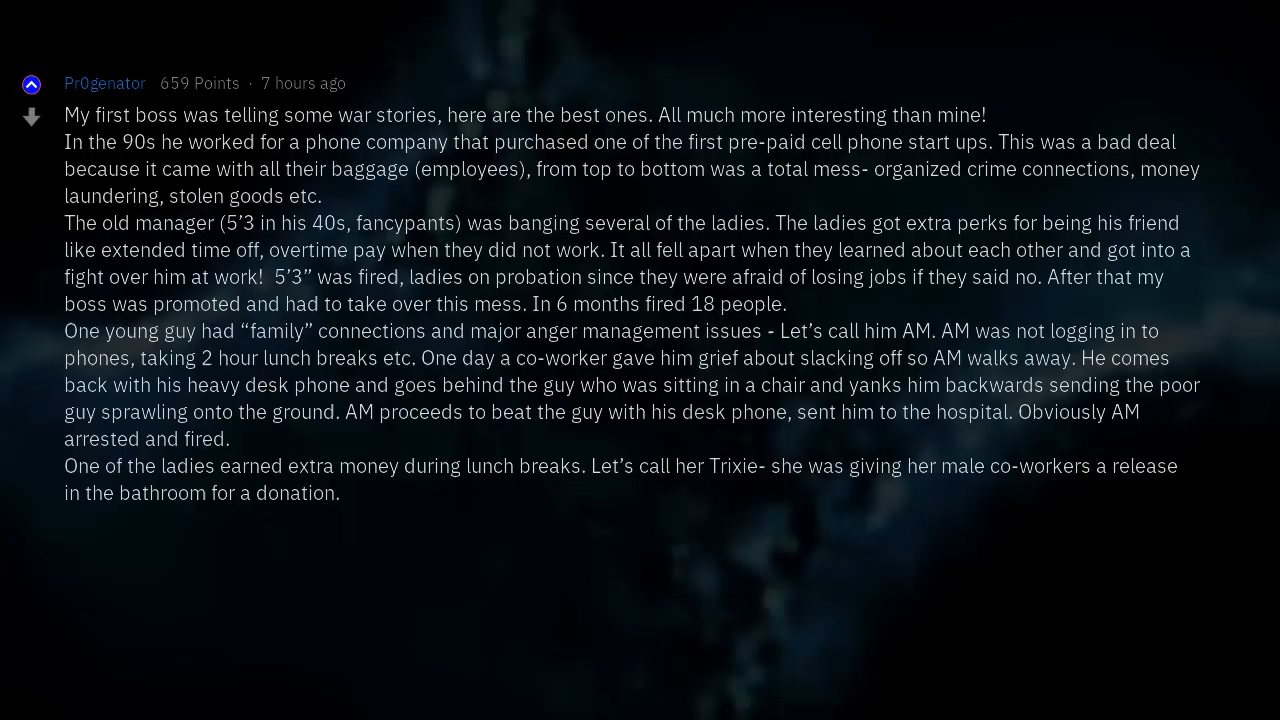 Pr0genator 659 Points · 7 hours ago
My first boss was telling some war stories, here are the best ones. All much more interesting than mine!
In the 90s he worked for a phone company that purchased one of the first pre-paid cell phone start ups. This was a bad deal
because it came with all their baggage (employees), from top to bottom was a total mess- organized crime connections, money
laundering, stolen goods etc.
The old manager (5’3 in his 40s, fancypants) was banging several of the ladies. The ladies got extra perks for being his friend
like extended time off, overtime pay when they did not work. It all fell apart when they learned about each other and got into a
fight over him at work!  5’3” was fired, ladies on probation since they were afraid of losing jobs if they said no. After that my
boss was promoted and had to take over this mess. In 6 months fired 18 people.
One young guy had “family” connections and major anger management issues - Let’s call him AM. AM was not logging in to
phones, taking 2 hour lunch breaks etc. One day a co-worker gave him grief about slacking off so AM walks away. He comes
back with his heavy desk phone and goes behind the guy who was sitting in a chair and yanks him backwards sending the poor
guy sprawling onto the ground. AM proceeds to beat the guy with his desk phone, sent him to the hospital. Obviously AM
arrested and fired.
One of the ladies earned extra money during lunch breaks. Let’s call her Trixie- she was giving her male co-workers a release
in the bathroom for a donation.